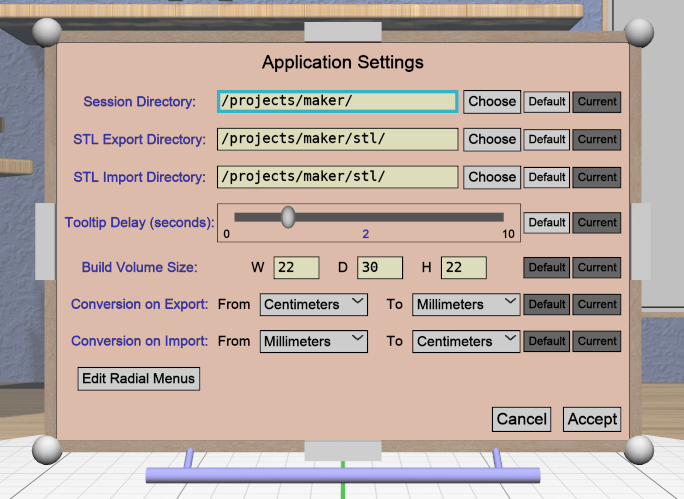 Application Settings
Session Directory: /projects/maker/ Choose Default Current
STL Export Directory: /projects/maker/stl/ Choose Default Current
STL Import Directory: /projects/maker/stl/ Choose Default Current
Tooltip Delay (seconds): 0 2 10 Default Current
Build Volume Size: W 22 D 30 H 22 Default Current
Conversion on Export: From Centimeters To Millimeters Default Current
Conversion on Import: From Millimeters To Centimeters Default Current
Edit Radial Menus
Cancel Accept